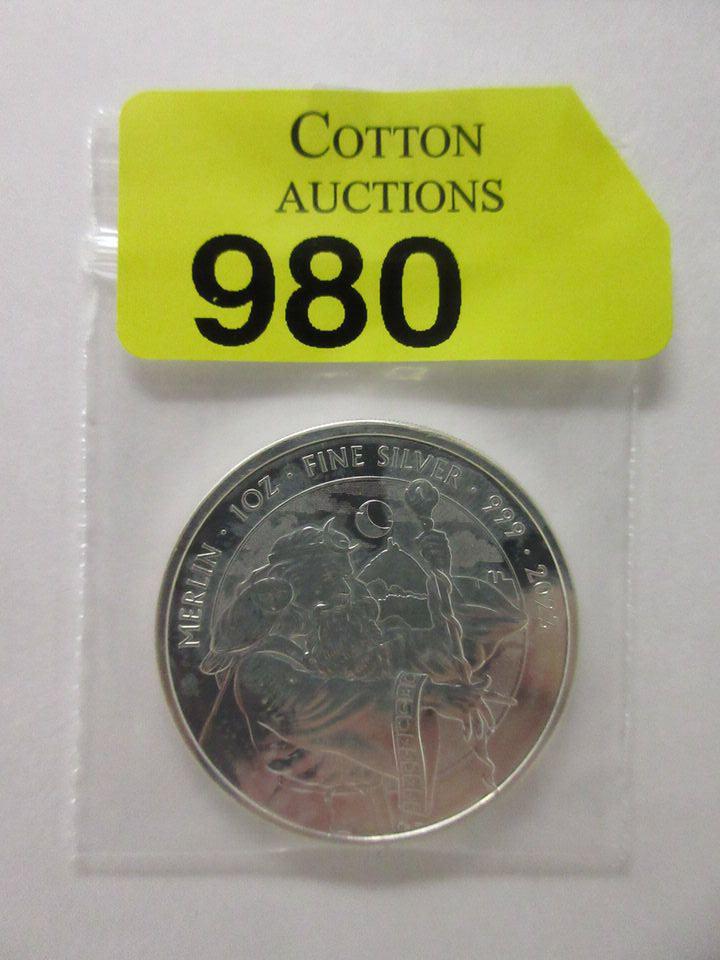 COTTON
AUCTIONS
980
MERLIN · 1OZ · FINE SILVER · 999 ·